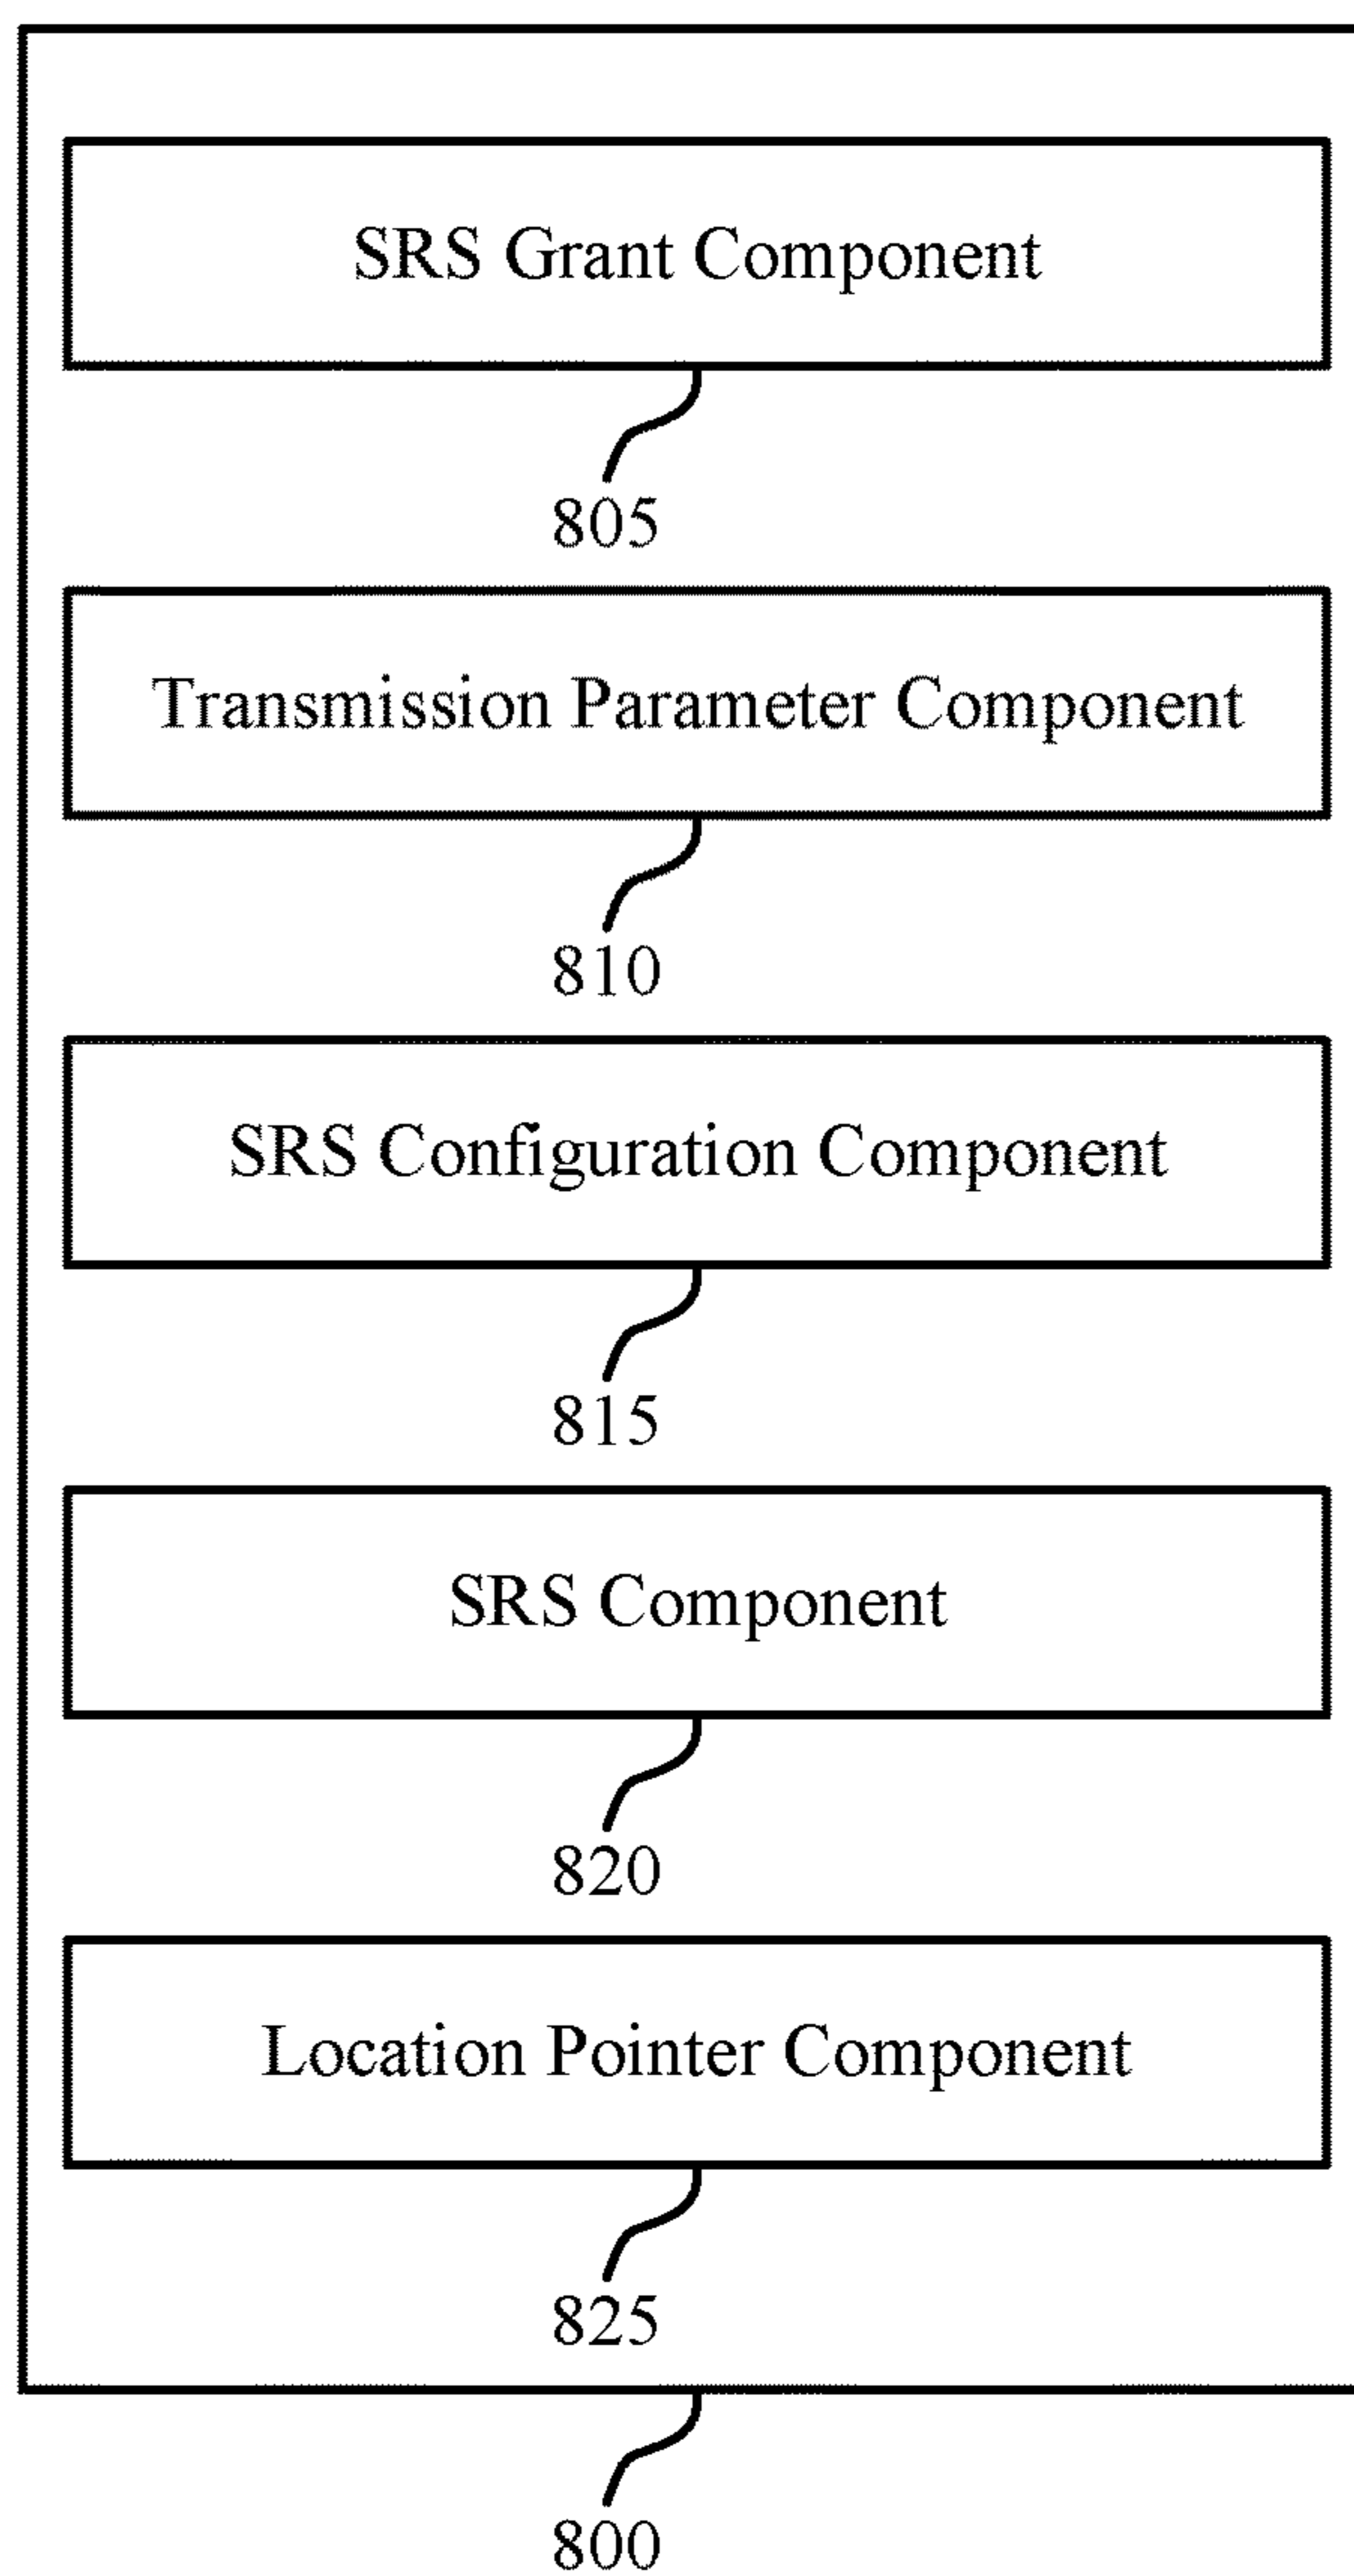 SRS Grant Component
805
Transmission Parameter Component
810
SRS Configuration Component
815
SRS Component
820
Location Pointer Component
825
800